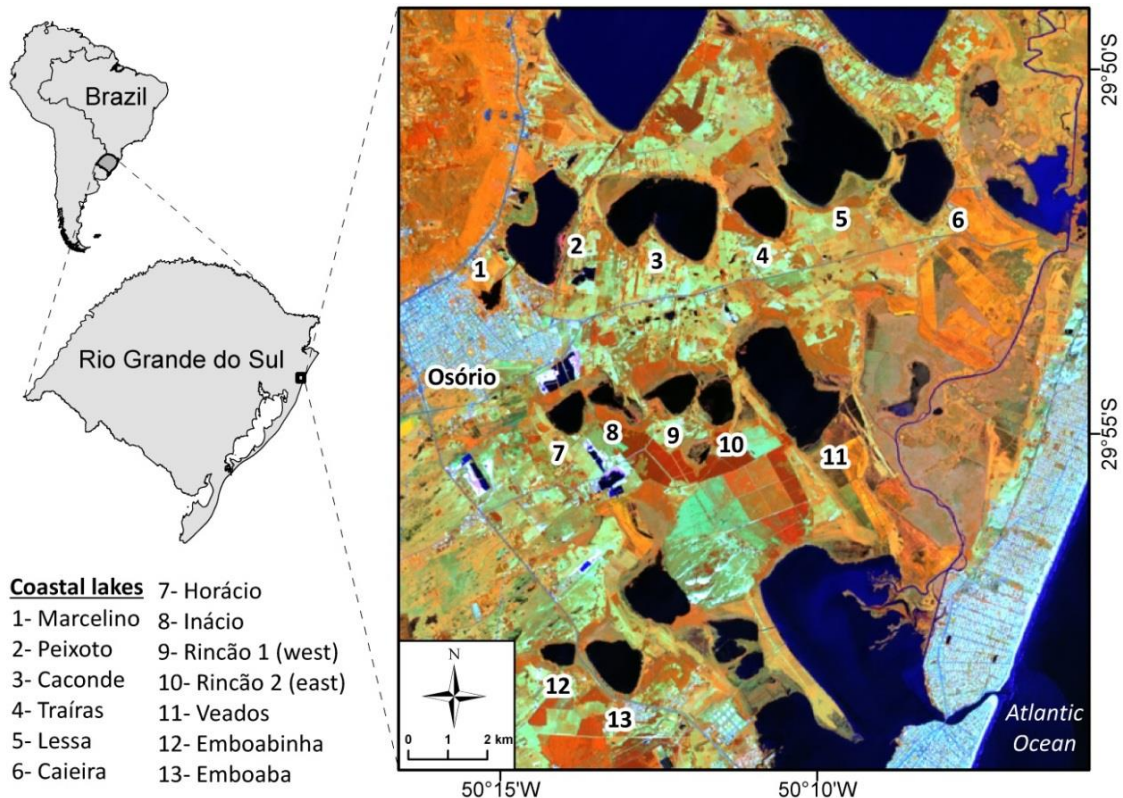 Brazil
Rio Grande do Sul
Coastal lakes
1- Marcelino
2- Peixoto
3- Caconde
4- Traíras
5- Lessa
6- Caieira
7- Horácio
8- Inácio
9- Rincão 1 (west)
10- Rincão 2 (east)
11- Veados
12- Emboabinha
13- Emboaba
29°50'S
1
2
3
4
5
6
Osório
7
8
9
10
11
29°55'S
12
13
N
0 1 2 km
Atlantic
Ocean
50°15'W
50°10'W